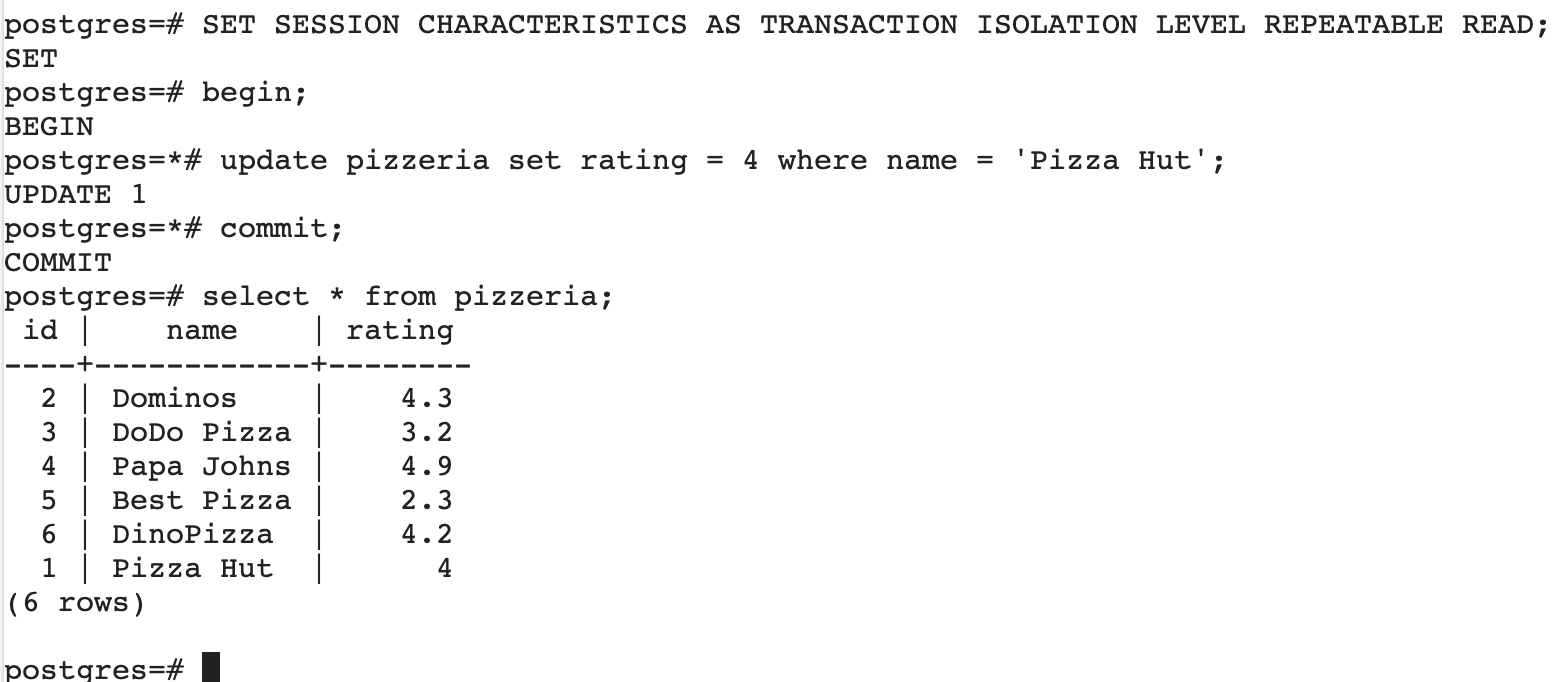 postgres=# SET SESSION CHARACTERISTICS AS TRANSACTION ISOLATION LEVEL REPEATABLE READ;
SET
postgres=# begin;
BEGIN
postgres=*# update pizzeria set rating = 4 where name = 'Pizza Hut';
UPDATE 1
postgres=*# commit;
COMMIT
postgres=# select * from pizzeria;
 id |    name    | rating
----+------------+--------
  2 | Dominos    |    4.3
  3 | DoDo Pizza |    3.2
  4 | Papa Johns |    4.9
  5 | Best Pizza |    2.3
  6 | DinoPizza  |    4.2
  1 | Pizza Hut  |      4
(6 rows)

postgres=#